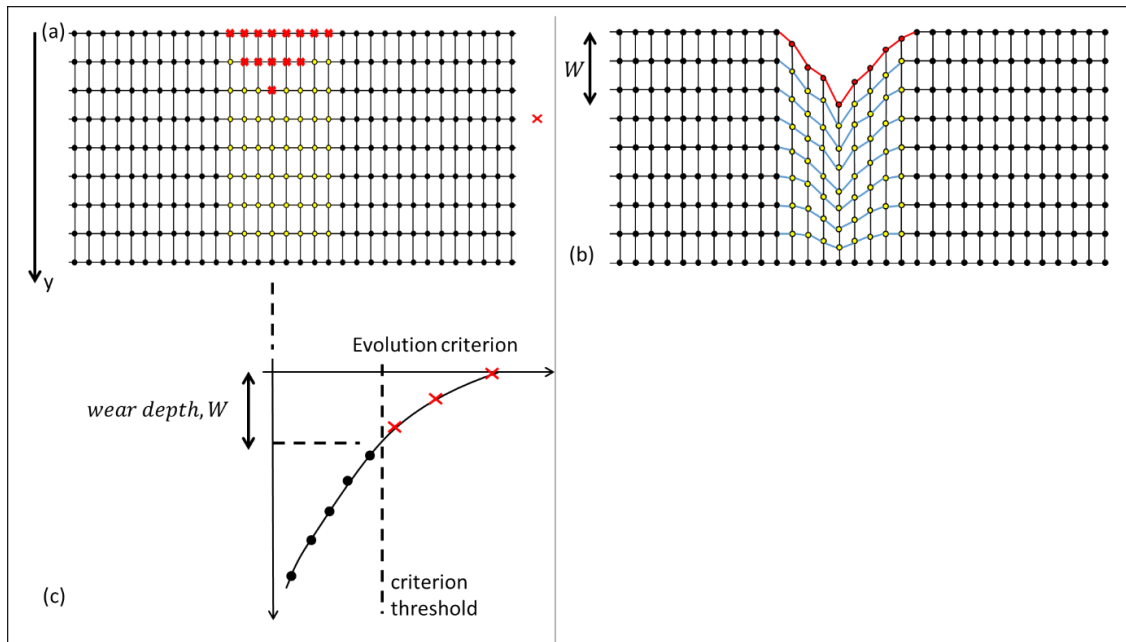 (a)
y
W
(b)
Evolution criterion
wear depth, W
criterion
threshold
(c)